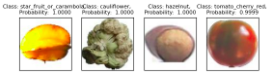 Class: star_fruit_or_carambola,
Probability: 1.0000
Class: cauliflower,
Probability: 1.0000
Class: hazelnut,
Probability: 1.0000
Class: tomato_cherry_red,
Probability: 0.9999